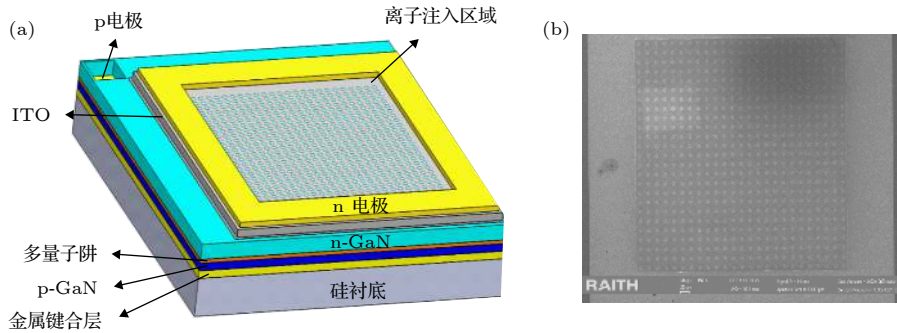 (a)
p电极
离子注入区域
ITO
n 电极
n-GaN
多量子阱
p-GaN
硅衬底
金属键合层
(b)
RAITH